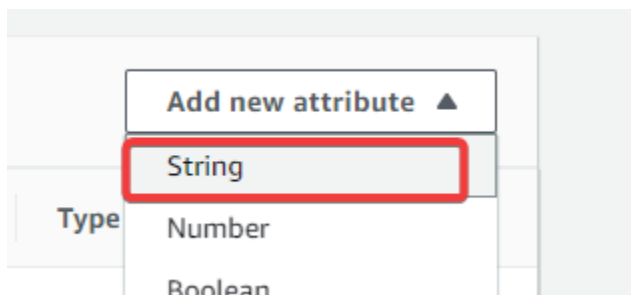 Add new attribute ▲
String
Type
Number
Boolean